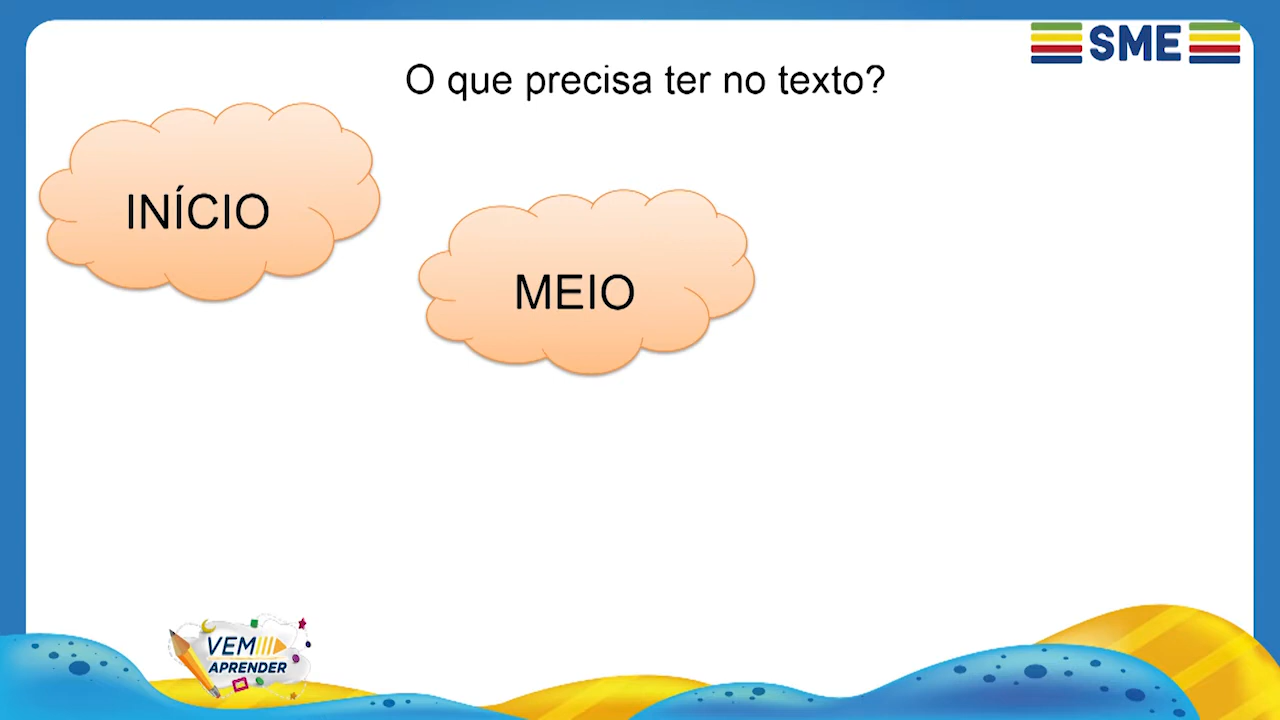 SME
O que precisa ter no texto?
INÍCIO
MEIO
VEM
APRENDER